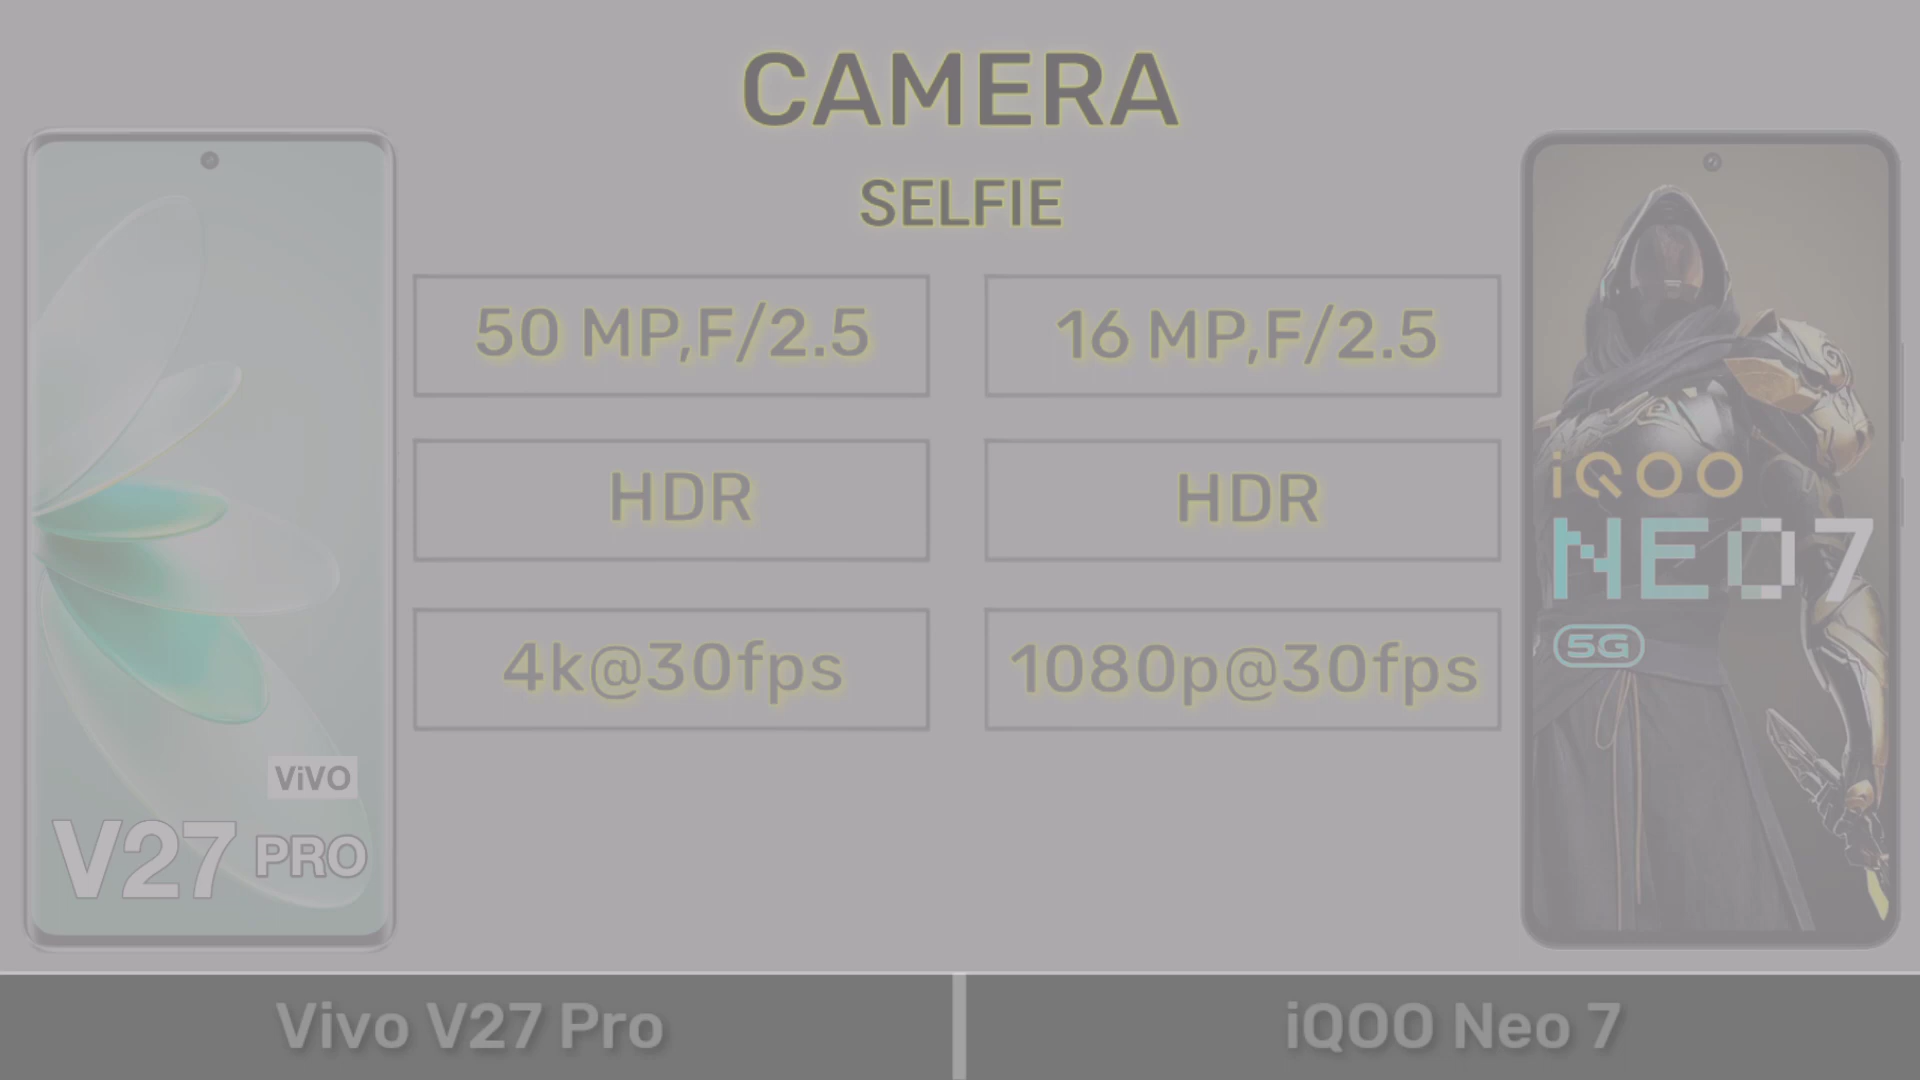 CAMERA
SELFIE
50 MP,F/2.5
16 MP,F/2.5
HDR
HDR
4k@30fps
1080p@30fps
ViVO
V27 PRO
iQOO
NEO7
5G
Vivo V27 Pro
iQOO Neo 7